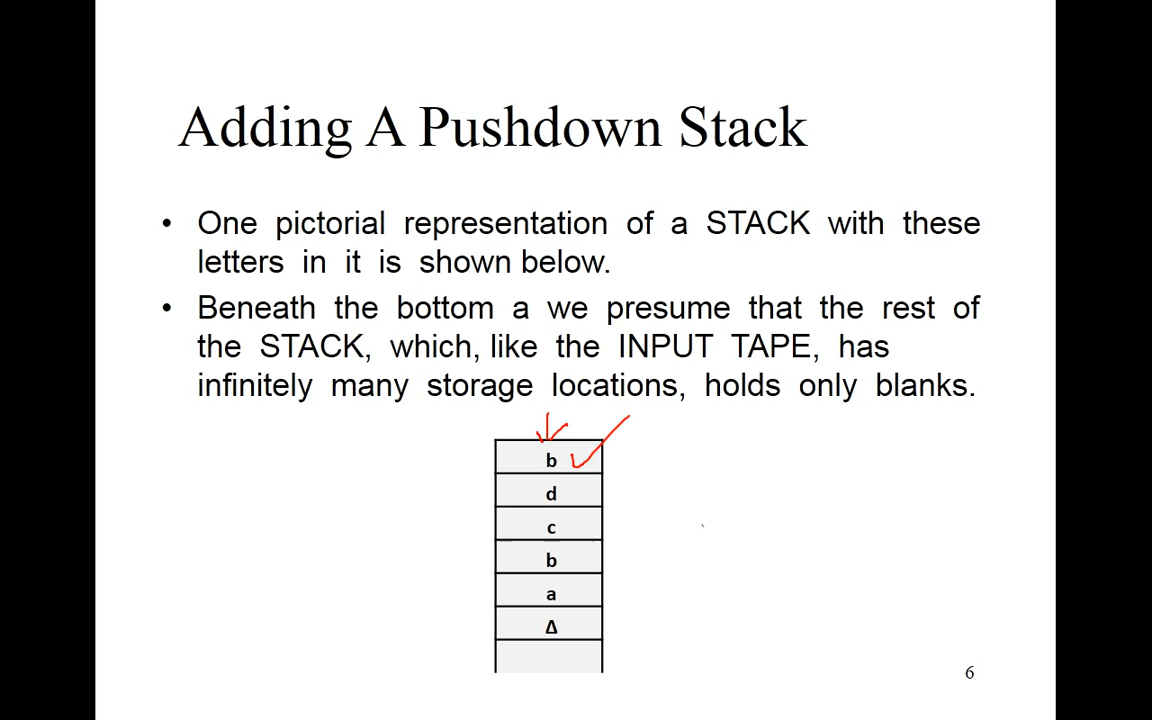 Adding A Pushdown Stack
• One pictorial representation of a STACK with these
letters in it is shown below.
• Beneath the bottom a we presume that the rest of
the STACK, which, like the INPUT TAPE, has
infinitely many storage locations, holds only blanks.
b
d
c
b
a
Δ
6